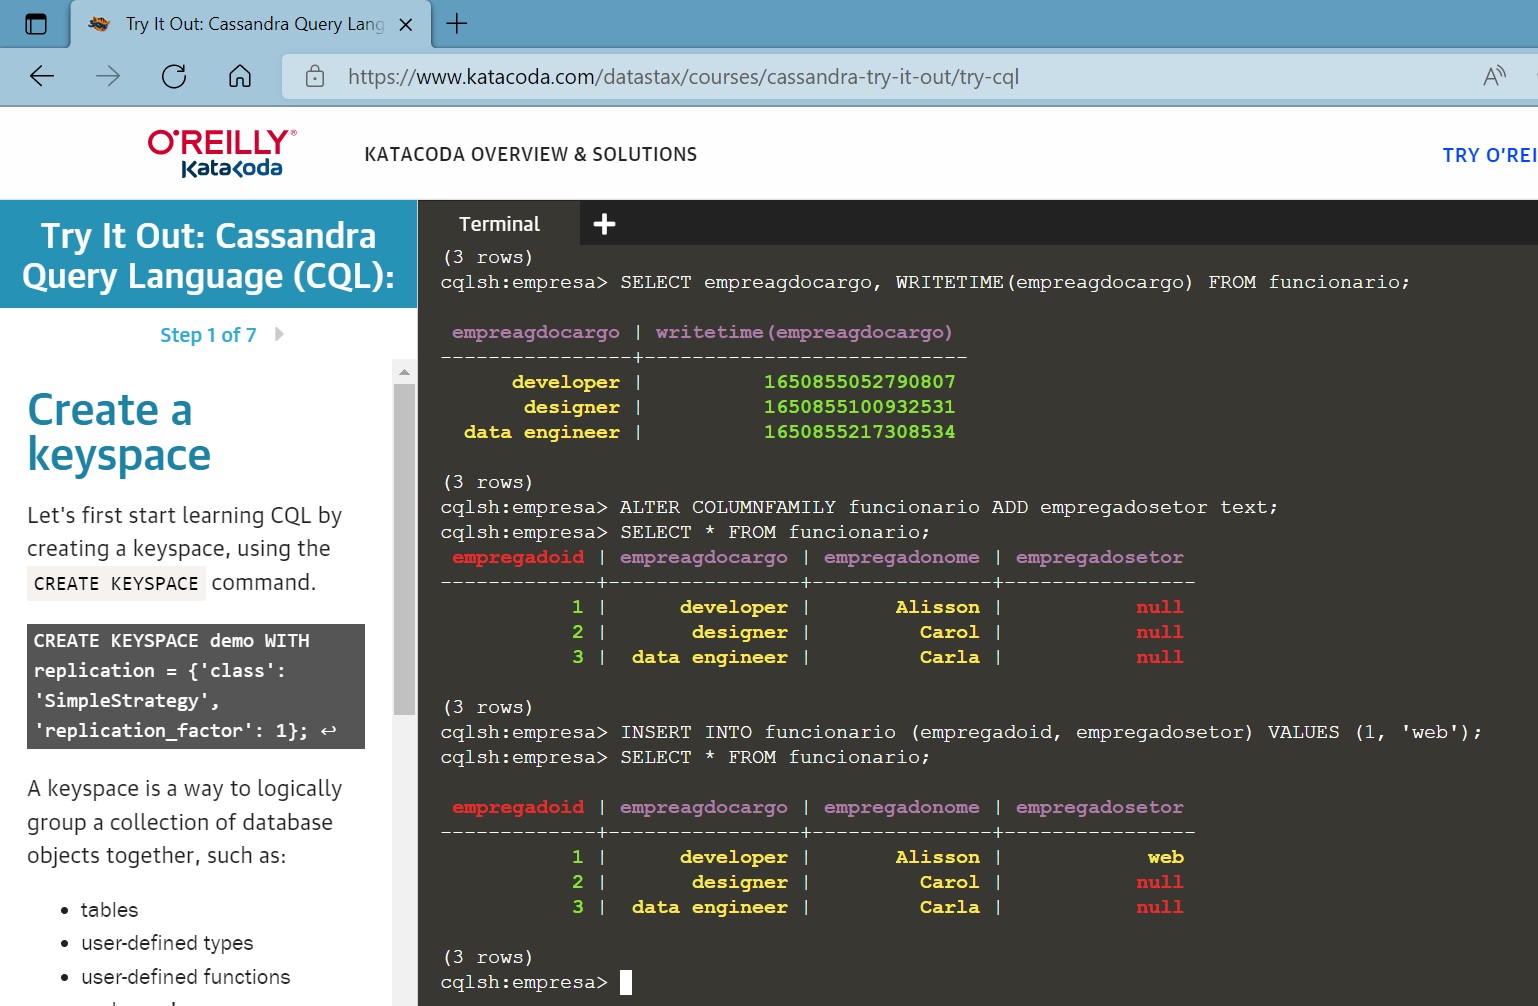 Try It Out: Cassandra Query Lang
https://www.katacoda.com/datastax/courses/cassandra-try-it-out/try-cql
O'REILLY®
Katacoda
KATACODA OVERVIEW & SOLUTIONS
TRY O'REI
Try It Out: Cassandra
Query Language (CQL):
Step 1 of 7
Create a
keyspace
Let's first start learning CQL by
creating a keyspace, using the
CREATE KEYSPACE command.
CREATE KEYSPACE demo WITH
replication = {'class':
'SimpleStrategy',
'replication_factor': 1}; ↩
A keyspace is a way to logically
group a collection of database
objects together, such as:
• tables
• user-defined types
• user-defined functions
Terminal
(3 rows)
cqlsh:empresa> SELECT empreagdocargo, WRITETIME(empreagdocargo) FROM funcionario;
empreagdocargo | writetime(empreagdocargo)
----------------+---------------------------
developer | 1650855052790807
designer | 1650855100932531
data engineer | 1650855217308534
(3 rows)
cqlsh:empresa> ALTER COLUMNFAMILY funcionario ADD empregadosetor text;
cqlsh:empresa> SELECT * FROM funcionario;
empregadoid | empreagdocargo | empregadonome | empregadosetor
-------------+----------------+---------------+----------------
1 | developer | Alisson | null
2 | designer | Carol | null
3 | data engineer | Carla | null
(3 rows)
cqlsh:empresa> INSERT INTO funcionario (empregadoid, empregadosetor) VALUES (1, 'web');
cqlsh:empresa> SELECT * FROM funcionario;
empregadoid | empreagdocargo | empregadonome | empregadosetor
-------------+----------------+---------------+----------------
1 | developer | Alisson | web
2 | designer | Carol | null
3 | data engineer | Carla | null
(3 rows)
cqlsh:empresa>